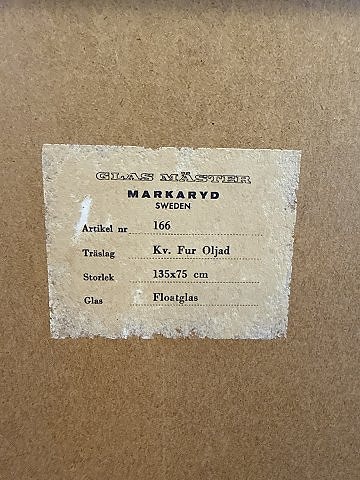 GLAS MÄSTER
MARKARYD
SWEDEN
Artikel nr 166
Träslag Kv. Fur Oljad
Storlek 135x75 cm
Glas Floatglas